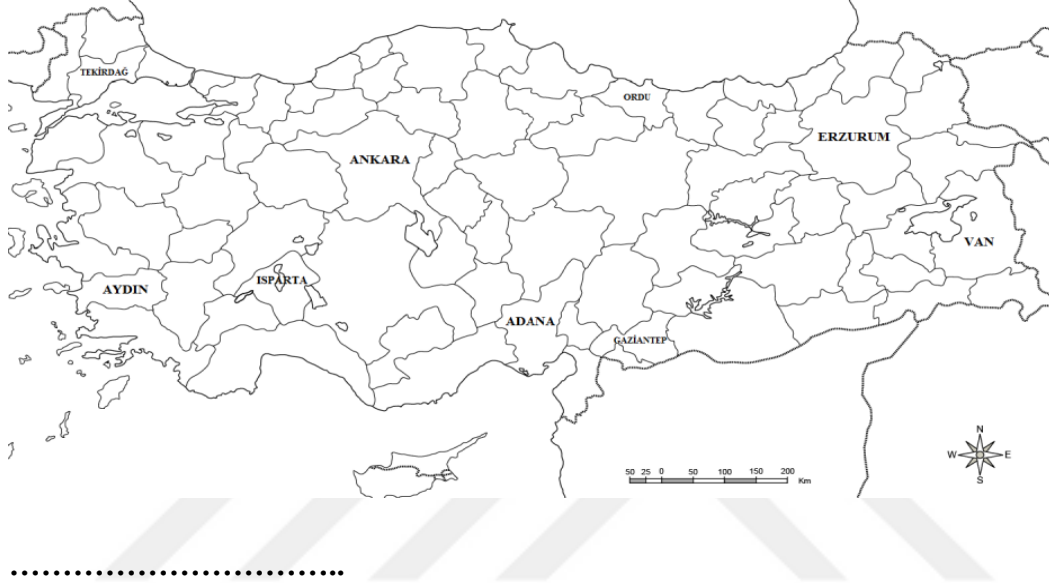 TEKİRDAĞ
ORDU
ERZURUM
ANKARA
VAN
ISPARTA
AYDIN
ADANA
GAZİANTEP
N
W E
S
50 25 0 50 100 150 200
Km
.................................